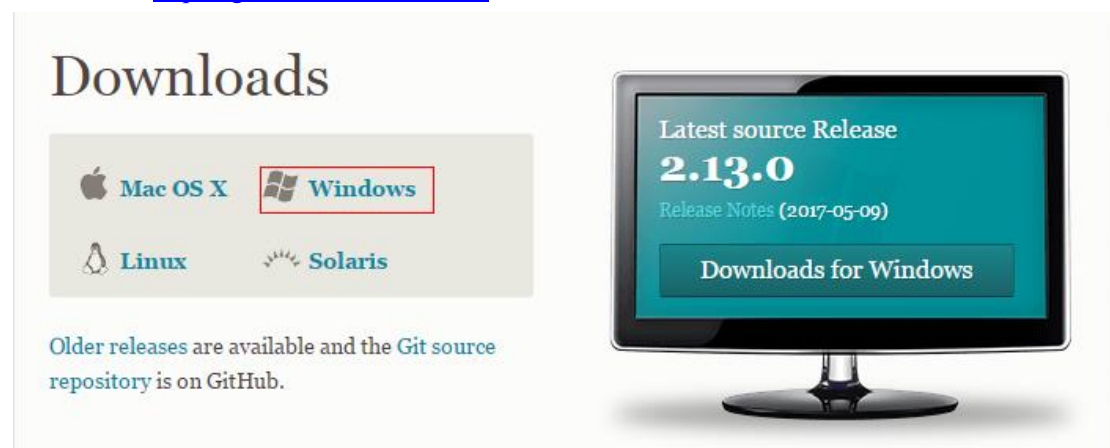 Downloads
Mac OS X
Windows
Linux
Solaris
Older releases are available and the Git source
repository is on GitHub.
Latest source Release
2.13.0
Release Notes (2017-05-09)
Downloads for Windows